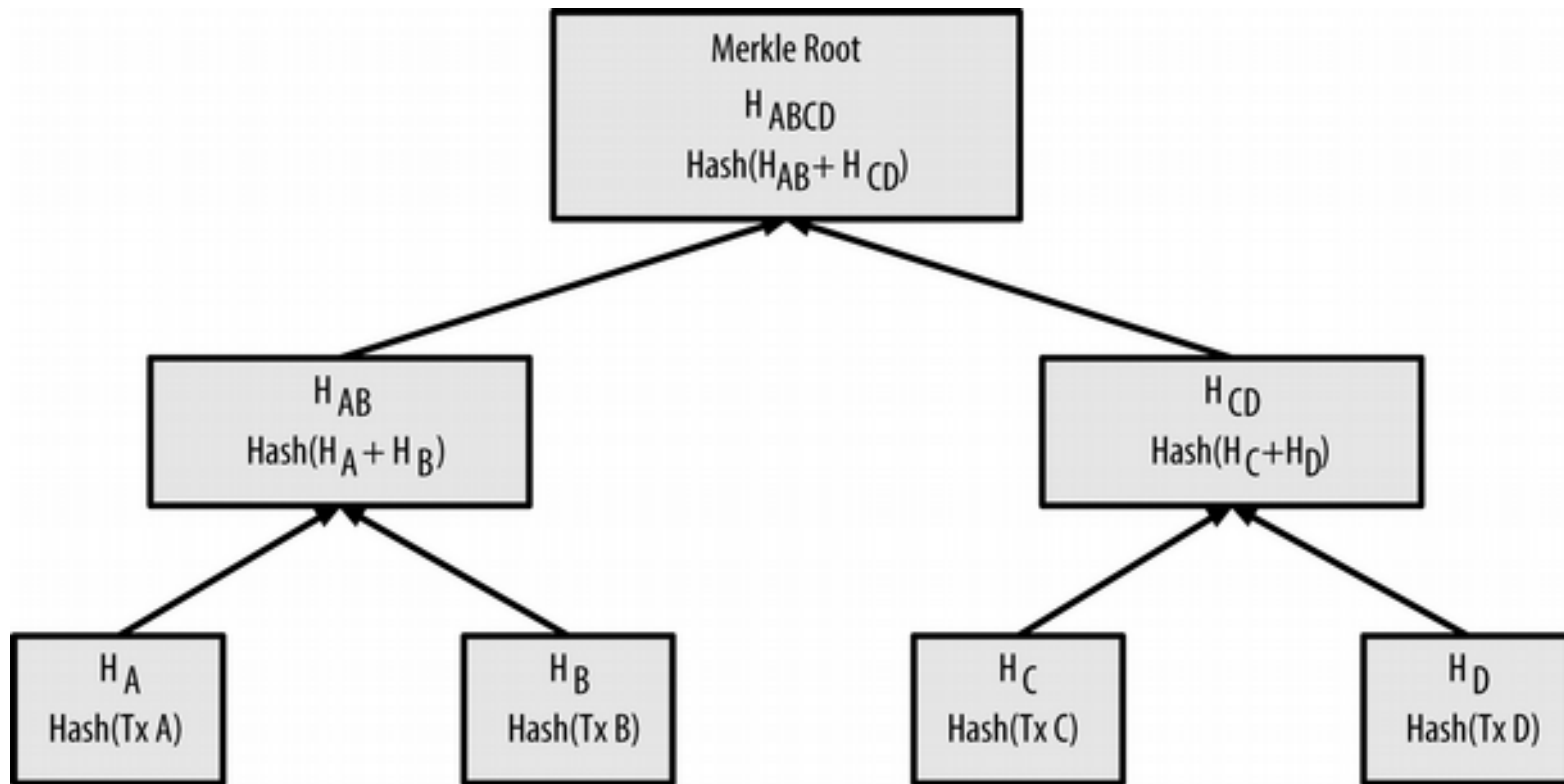 Merkle Root
H ABCD
Hash(H AB + H CD)
H AB
Hash(H A + H B)
H CD
Hash(H C+H D)
H A
Hash(Tx A)
H B
Hash(Tx B)
H C
Hash(Tx C)
H D
Hash(Tx D)